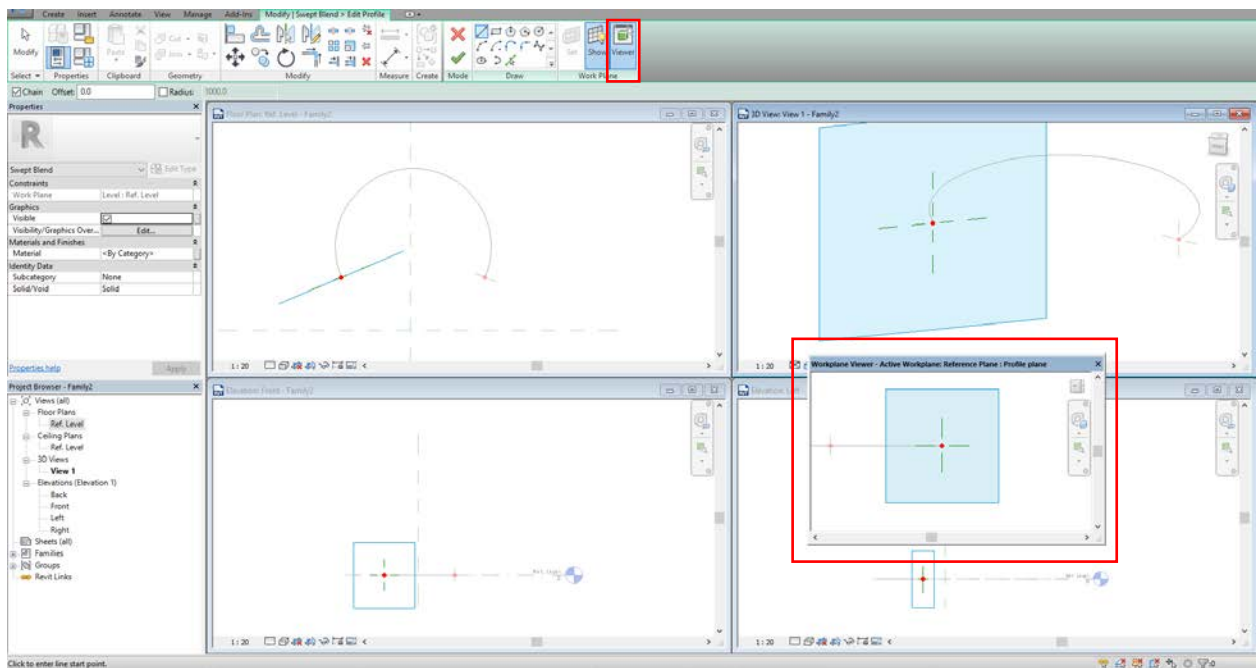 Create Insert Annotate View Manage Add-Ins Modify | Swept Blend > Edit Profile
Modify
Paste
Cut
Join
Set Show Viewer
Select Properties Clipboard Geometry Modify Measure Create Mode Draw Work Plane
Chain Offset: 0.0 Radius: 1000.0
Properties
R
Swept Blend Edit Type
Constraints
Work Plane Level : Ref. Level
Graphics
Visible
Visibility/Graphics Over... Edit...
Materials and Finishes
Material <By Category>
Identity Data
Subcategory None
Solid/Void Solid
Properties help Apply
Project Browser - Family2
Views (all)
Floor Plans
Ref. Level
Ceiling Plans
Ref. Level
3D Views
View 1
Elevations (Elevation 1)
Back
Front
Left
Right
Sheets (all)
Families
Groups
Revit Links
Floor Plan: Ref. Level - Family2
1 : 20
3D View: View 1 - Family2
1 : 20
Elevation: Front - Family2
1 : 20
Elevation: Left
Workplane Viewer - Active Workplane: Reference Plane : Profile plane
1 : 20
Click to enter line start point.